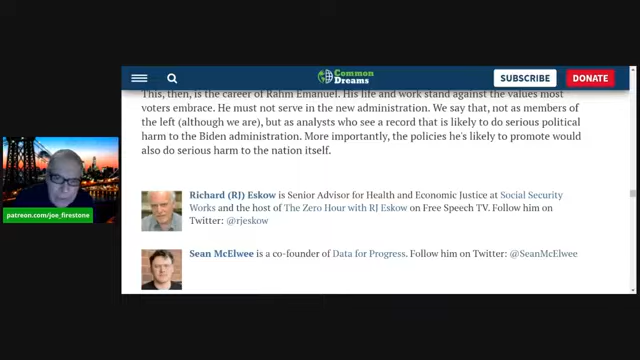 Common
Dreams
SUBSCRIBE
DONATE
This, then, is the career of Rahm Emanuel. His life and work stand against the values most
voters embrace. He must not serve in the new administration. We say that, not as members of
the left (although we are), but as analysts who see a record that is likely to do serious political
harm to the Biden administration. More importantly, the policies he's likely to promote would
also do serious harm to the nation itself.
Richard (RJ) Eskow is Senior Advisor for Health and Economic Justice at Social Security
Works and the host of The Zero Hour with RJ Eskow on Free Speech TV. Follow him on
Twitter: @rjeskow
Sean McElwee is a co-founder of Data for Progress. Follow him on Twitter: @SeanMcElwee
patreon.com/joe_firestone